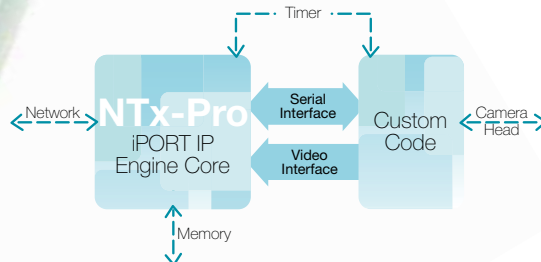 Timer
Network
NTx-Pro
iPORT IP
Engine Core
Serial
Interface
Video
Interface
Custom
Code
Camera
Head
Memory